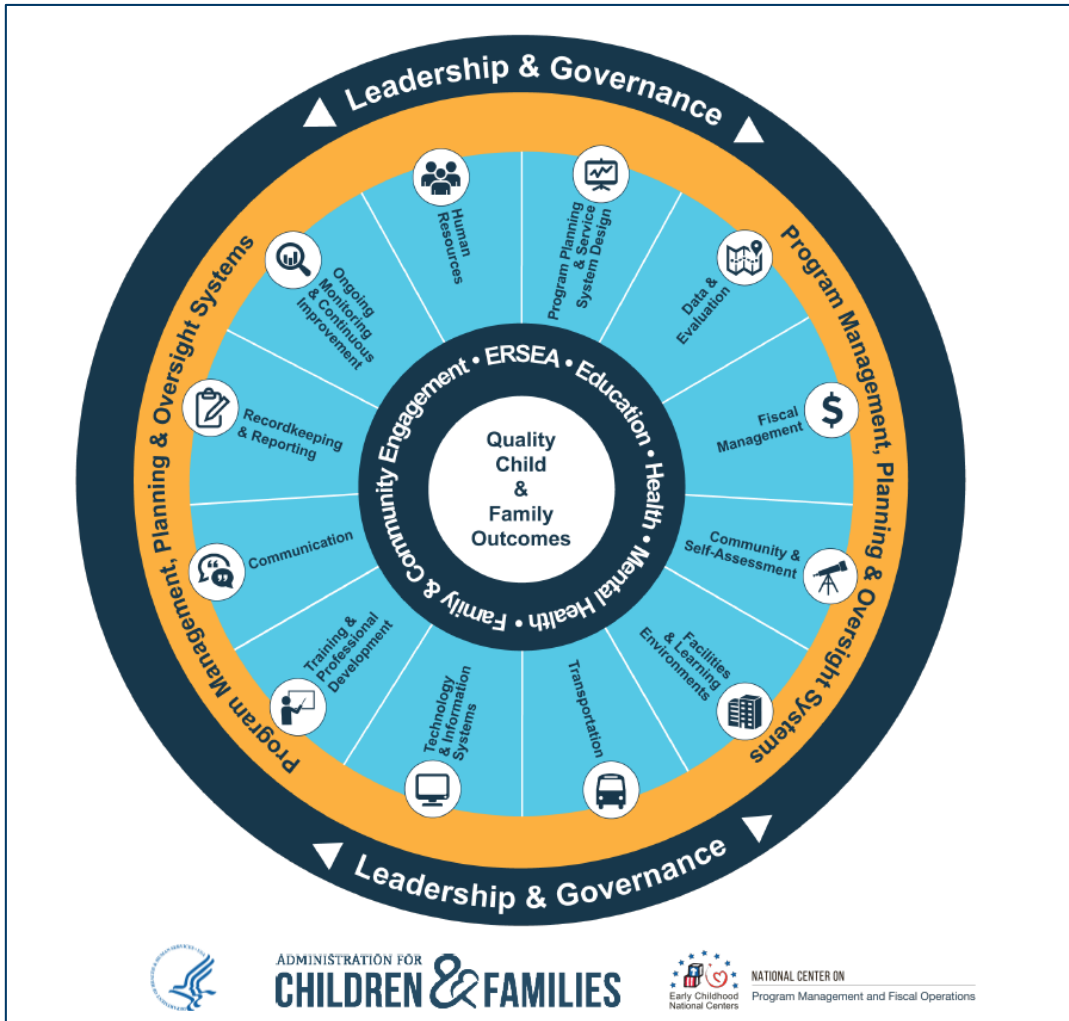 Leadership & Governance
Program Management, Planning & Oversight Systems
Program Management, Planning & Oversight Systems
Human
Resources
Program Planning
& Service
System Design
Data &
Evaluation
Fiscal
Management
Community &
Self-Assessment
Facilities
& Learning
Environments
Transportation
Technology
& Information
Systems
Training &
Professional
Development
Communication
Recordkeeping
& Reporting
Ongoing
Monitoring
& Continuous
Improvement
Family & Community Engagement • ERSEA • Education • Health • Mental Health •
Quality
Child
&
Family
Outcomes
Leadership & Governance
ADMINISTRATION FOR
CHILDREN & FAMILIES
Early Childhood
National Centers
NATIONAL CENTER ON
Program Management and Fiscal Operations